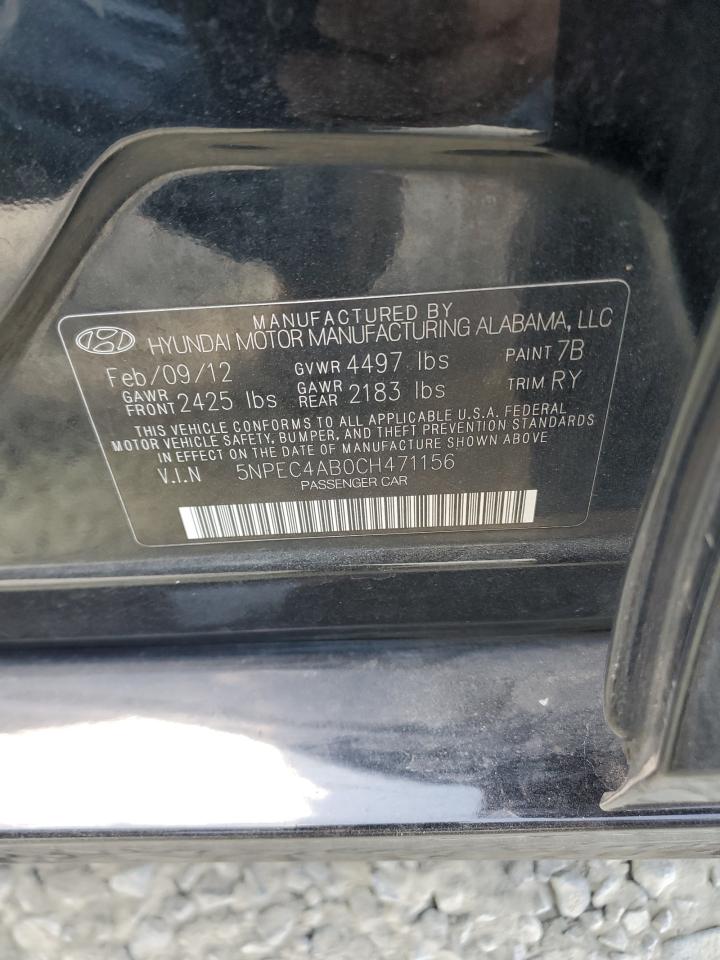 MANUFACTURED BY
HYUNDAI MOTOR MANUFACTURING ALABAMA, LLC
Feb/09/12 GVWR 4497 lbs PAINT 7B
GAWR FRONT 2425 lbs GAWR REAR 2183 lbs TRIM RY
THIS VEHICLE CONFORMS TO ALL APPLICABLE U.S.A. FEDERAL
MOTOR VEHICLE SAFETY, BUMPER, AND THEFT PREVENTION STANDARDS
IN EFFECT ON THE DATE OF MANUFACTURE SHOWN ABOVE
V.I.N 5NPEC4AB0CH471156
PASSENGER CAR